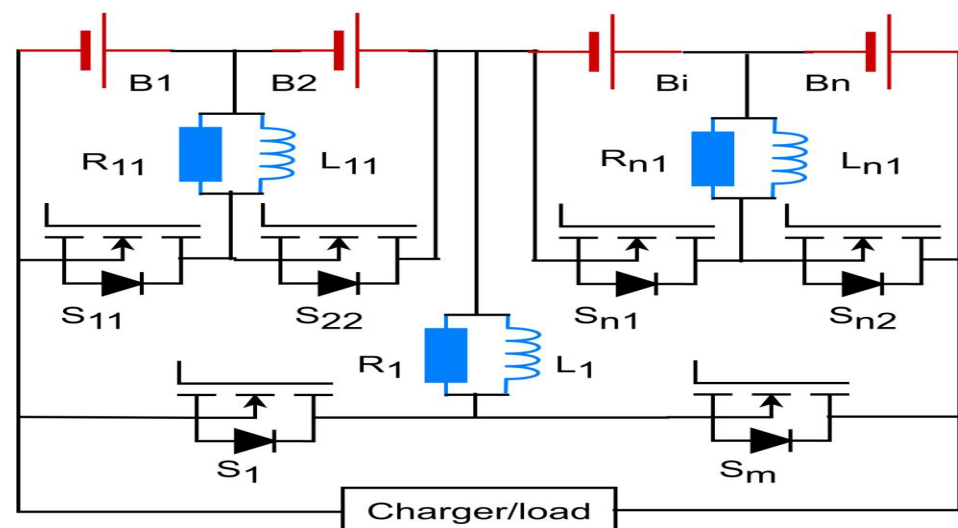 B1 B2 Bi Bn
R11 L11 Rn1 Ln1
S11 S22 Sn1 Sn2
R1 L1
S1 Sm
Charger/load